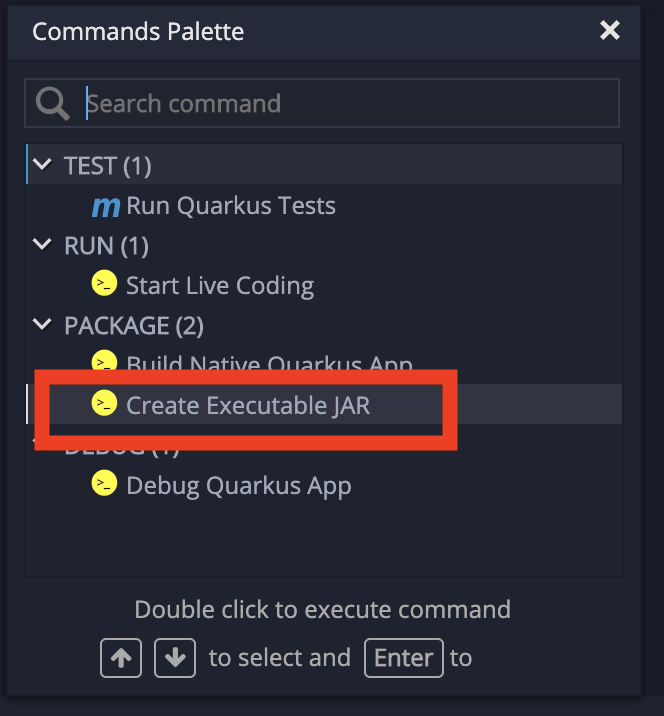 Commands Palette
Search command
TEST (1)
m Run Quarkus Tests
RUN (1)
>_ Start Live Coding
PACKAGE (2)
>_ Build Native Quarkus App
>_ Create Executable JAR
DEBUG (1)
>_ Debug Quarkus App
Double click to execute command
to select and Enter to